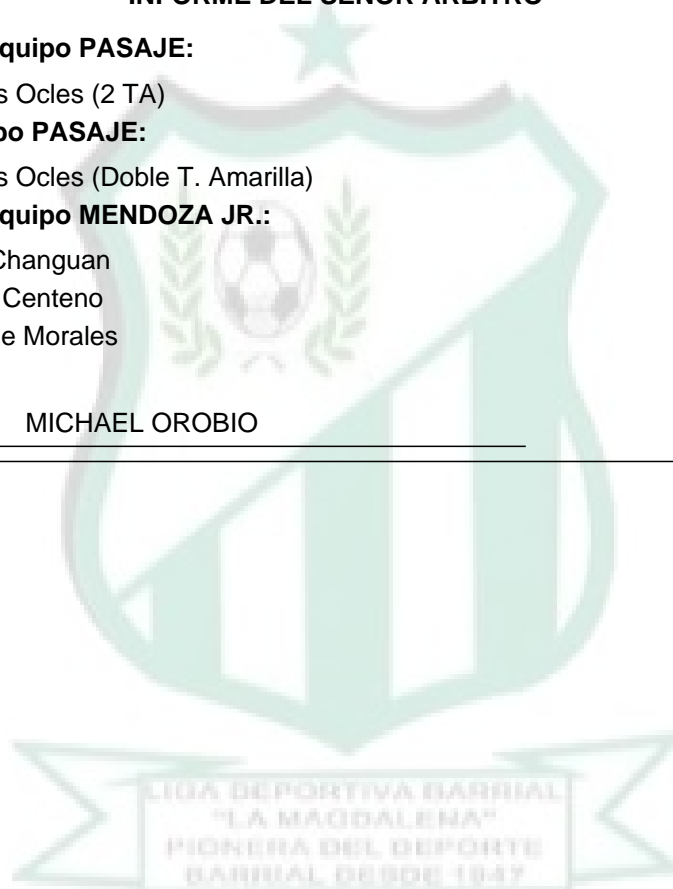 INFORME DEL SEÑOR ARBITRO
quipo PASAJE:
s Ocles (2 TA)
po PASAJE:
s Ocles (Doble T. Amarilla)
quipo MENDOZA JR.:
Changuan
Centeno
e Morales
MICHAEL OROBIO
LIGA DEPORTIVA BARRIAL
"LA MAGDALENA"
PIONERA DEL DEPORTE
BARRIAL DESDE 1947